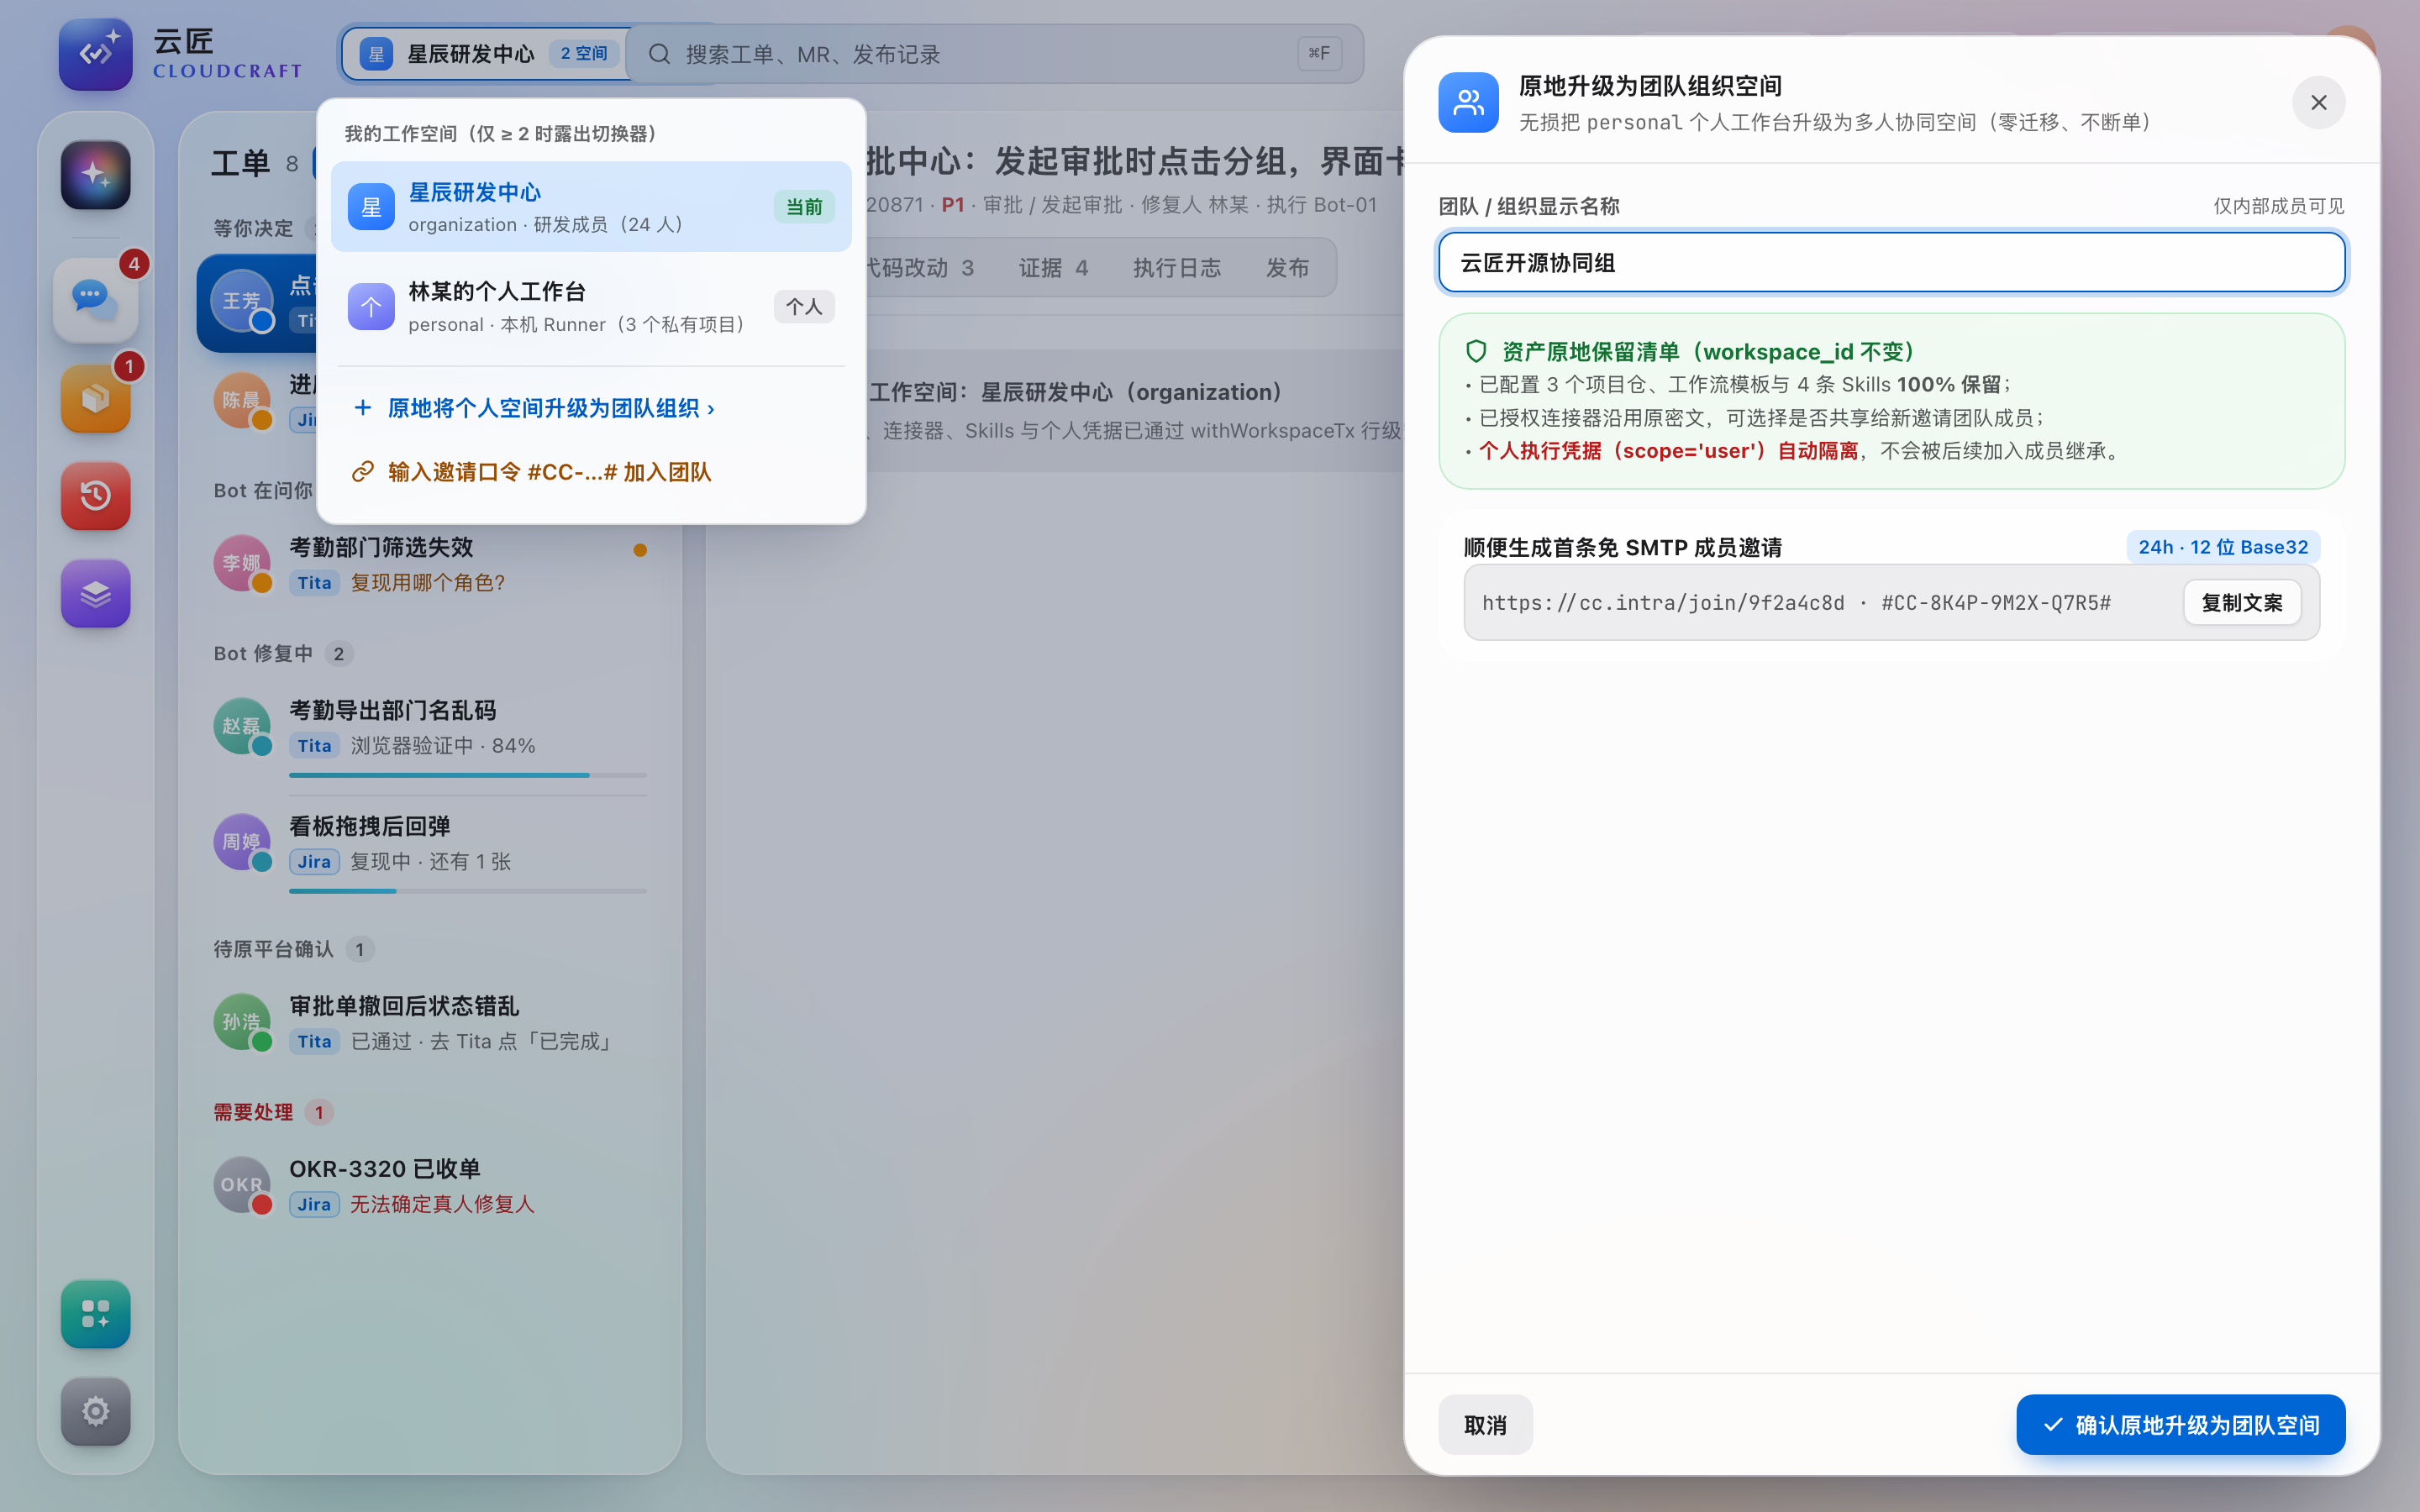 云匠
CLOUDCRAFT
星 星辰研发中心 2 空间
搜索工单、MR、发布记录 ⌘F
我的工作空间（仅 ≥ 2 时露出切换器）
星 星辰研发中心 当前
organization · 研发成员（24 人）
个 林某的个人工作台 个人
personal · 本机 Runner（3 个私有项目）
原地将个人空间升级为团队组织 ›
输入邀请口令 #CC-...# 加入团队
4
1
工单 8
等你决定
王芳
陈晨
Bot 在问你
李娜 考勤部门筛选失效
Tita 复现用哪个角色?
Bot 修复中 2
赵磊 考勤导出部门名乱码
Tita 浏览器验证中 · 84%
周婷 看板拖拽后回弹
Jira 复现中 · 还有 1 张
待原平台确认 1
孙浩 审批单撤回后状态错乱
Tita 已通过 · 去 Tita 点「已完成」
需要处理 1
OKR OKR-3320 已收单
Jira 无法确定真人修复人
批中心：发起审批时点击分组，界面卡
20871 · P1 · 审批 / 发起审批 · 修复人 林某 · 执行 Bot-01
代码改动 3 证据 4 执行日志 发布
工作空间：星辰研发中心（organization）
、连接器、Skills 与个人凭据已通过 withWorkspaceTx 行级
原地升级为团队组织空间
无损把 personal 个人工作台升级为多人协同空间（零迁移、不断单）
团队 / 组织显示名称 仅内部成员可见
云匠开源协同组
资产原地保留清单（workspace_id 不变）
• 已配置 3 个项目仓、工作流模板与 4 条 Skills 100% 保留；
• 已授权连接器沿用原密文，可选择是否共享给新邀请团队成员；
• 个人执行凭据（scope='user'）自动隔离，不会被后续加入成员继承。
顺便生成首条免 SMTP 成员邀请 24h · 12 位 Base32
https://cc.intra/join/9f2a4c8d · #CC-8K4P-9M2X-Q7R5# 复制文案
取消 确认原地升级为团队空间